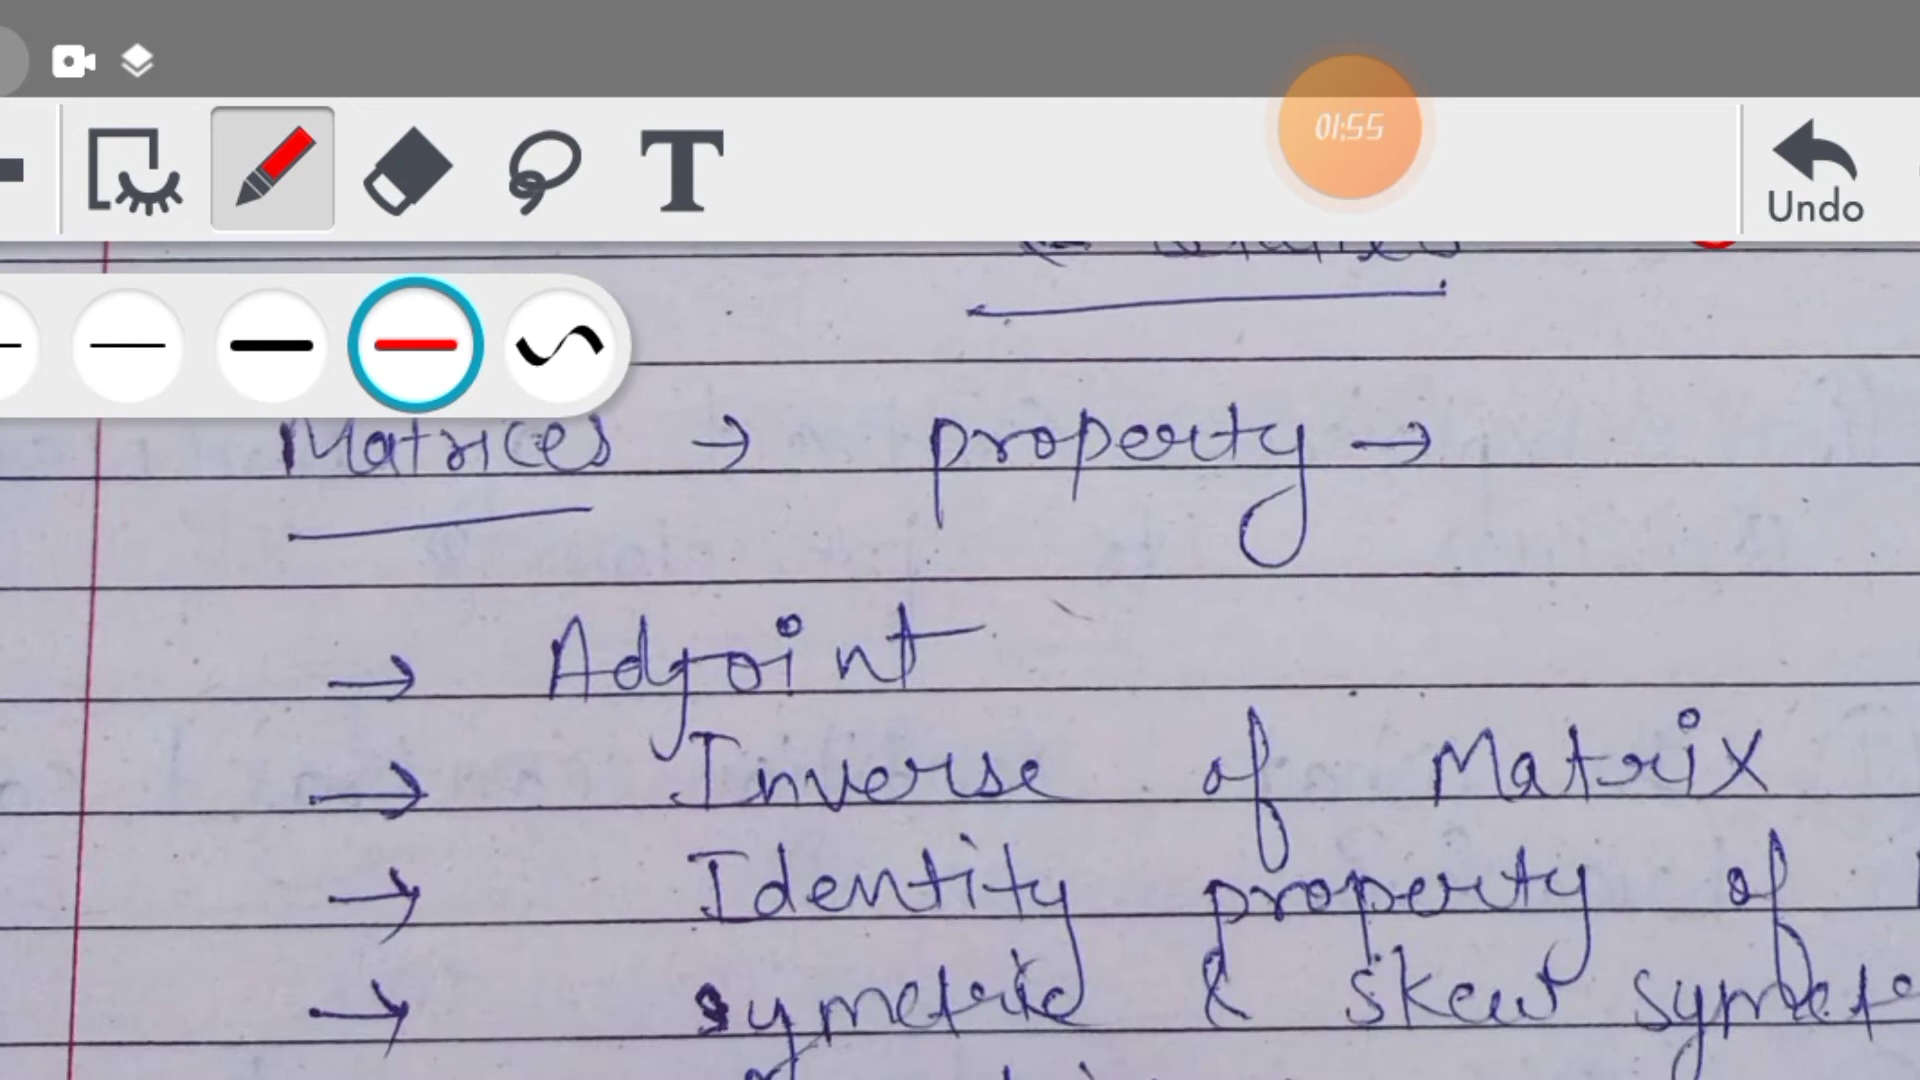 01:55
T
Undo
Matrices → property →
→ Adjoint
→ Inverse of Matrix
→ Identity property of
→ symetric & skew